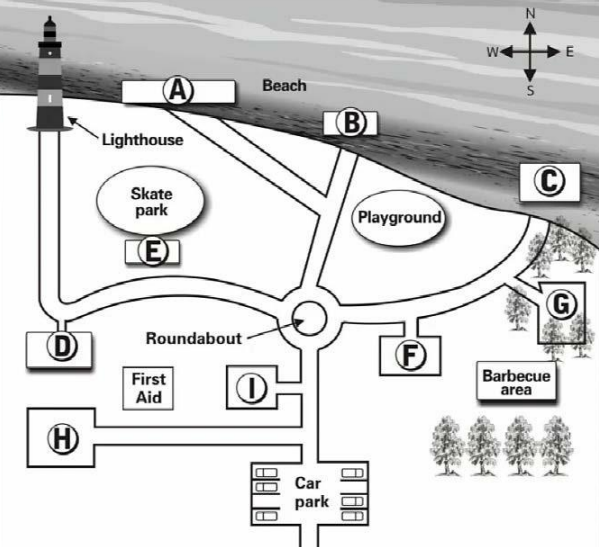 N
W E
S
A
Beach
B
Lighthouse
C
Skate
park
Playground
E
G
Roundabout
D
F
First
Aid
I
Barbecue
area
H
Car
park